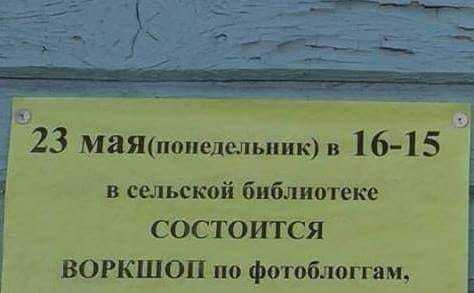 23 мая(понедельник) в 16-15
в сельской библиотеке
СОСТОИТСЯ
ВОРКШОП по фотоблоггам,